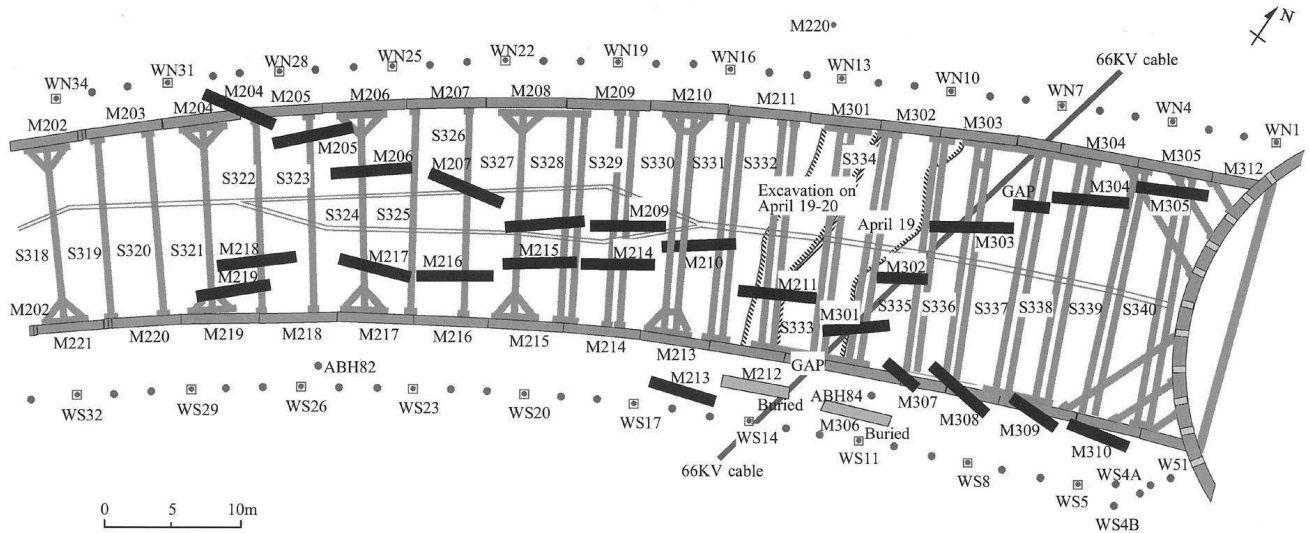 M220
N
66KV cable
WN34
WN31
WN28
WN25
WN22
WN19
WN16
WN13
WN10
WN7
WN4
WN1
M202
M203
M204
M204
M205
M206
M207
M208
M209
M210
M211
M301
M302
M303
M304
M305
M312
S318
S319
S320
S321
S322
S323
S324
S325
S326
S327
S328
S329
S330
S331
S332
S334
M205
M206
M207
M209
M210
M211
M214
M215
M216
M217
M218
M219
Excavation on
April 19-20
April 19
GAP
M304
M305
M303
M302
M301
S333
S335
S336
S337
S338
S339
S340
M202
M221
M220
M219
M218
M217
M216
M215
M214
M213
GAP
M212
M213
Buried
ABH84
M306
Buried
M307
M308
M309
M310
ABH82
WS32
WS29
WS26
WS23
WS20
WS17
WS14
WS11
WS8
WS5
WS4A
WS4B
W51
66KV cable
0 5 10m